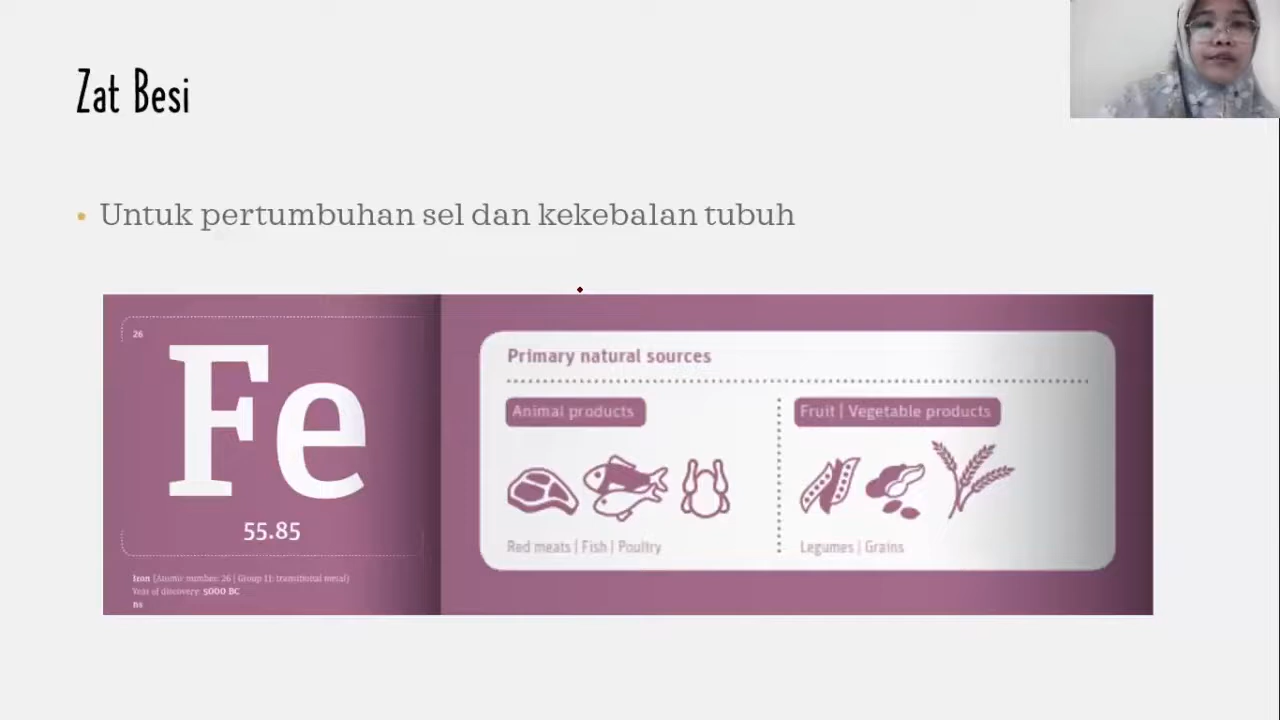 Zat Besi
• Untuk pertumbuhan sel dan kekebalan tubuh
26
Fe
55.85
Iron (Atomic number: 26 | Group 11: transitional metal)
Year of discovery: 5000 BC
ns
Primary natural sources
Animal products
Red meats | Fish | Poultry
Fruit | Vegetable products
Legumes | Grains